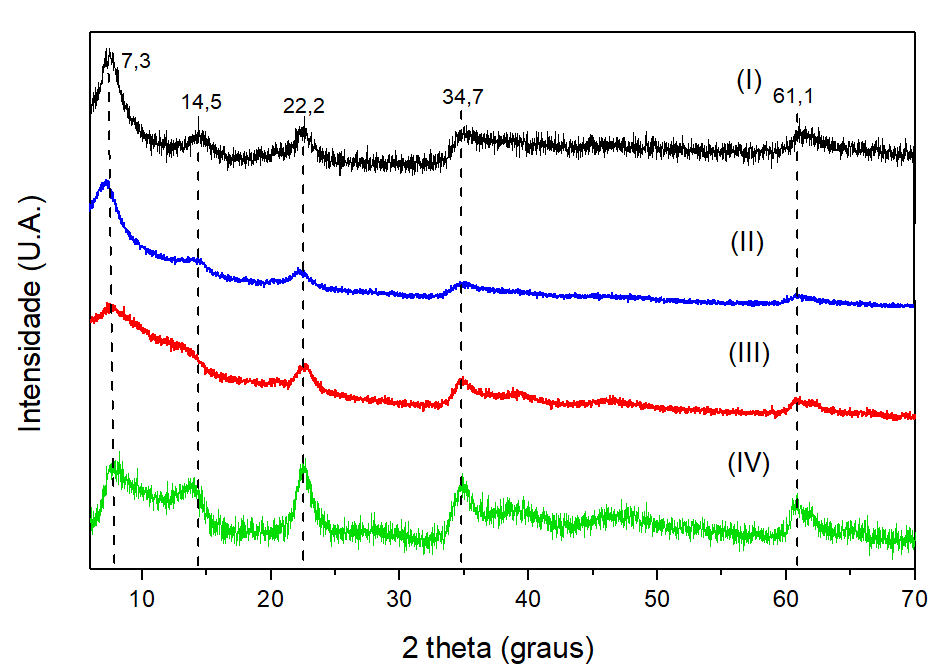 7,3
14,5
22,2
34,7
61,1
(I)
(II)
(III)
(IV)
Intensidade (U.A.)
10 20 30 40 50 60 70
2 theta (graus)